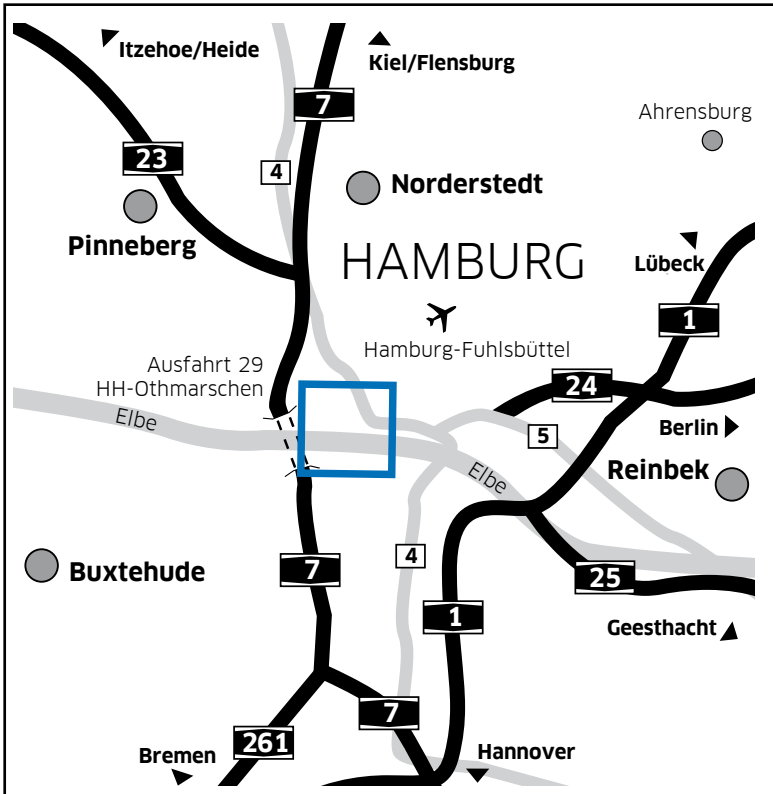 Itzehoe/Heide
Kiel/Flensburg
7
Ahrensburg
23
4
Norderstedt
Pinneberg
HAMBURG
Lübeck
1
Hamburg-Fuhlsbüttel
Ausfahrt 29
HH-Othmarschen
24
Elbe
5
Berlin
Elbe
Reinbek
4
Buxtehude
7
25
1
Geesthacht
7
261
Bremen
Hannover